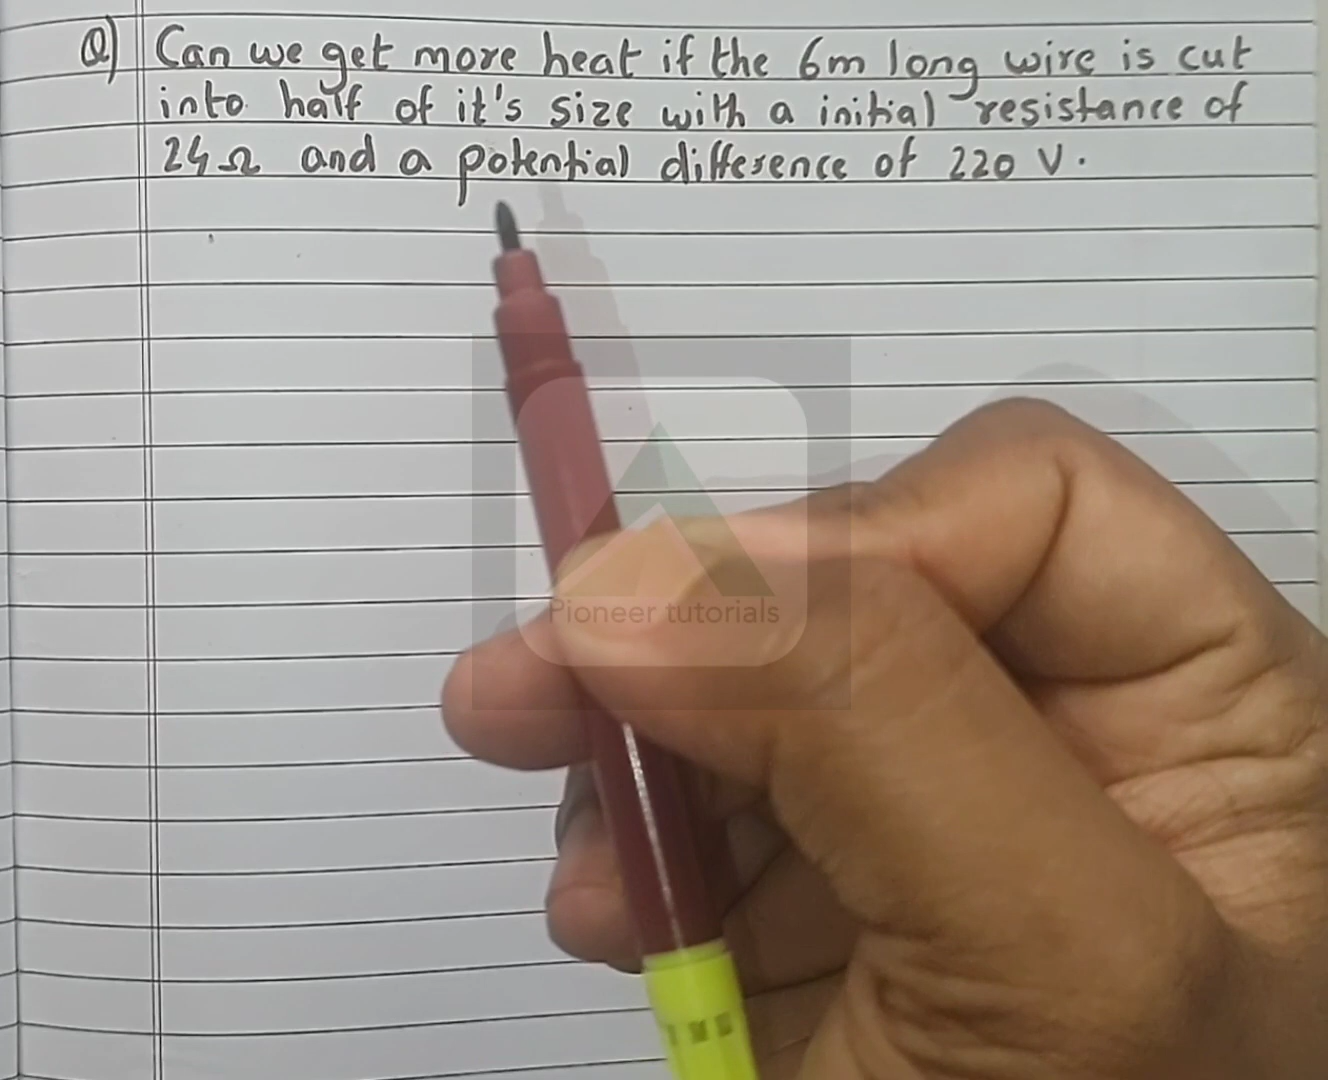 Q) Can we get more heat if the 6m long wire is cut
into half of it's size with a initial resistance of
24Ω and a potential difference of 220 V.
Pioneer tutorials